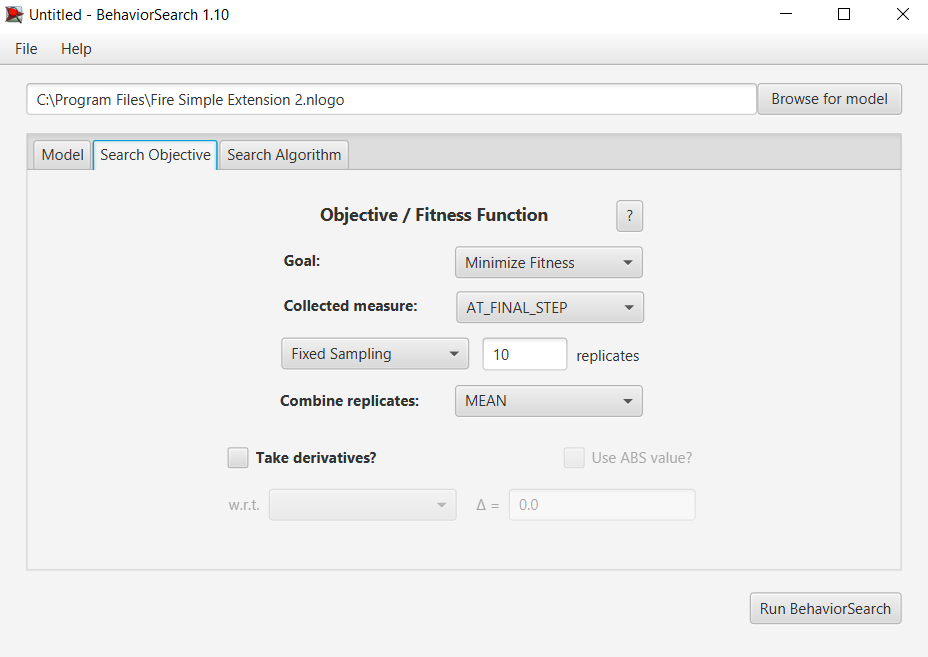 Untitled - BehaviorSearch 1.10
File Help
C:\Program Files\Fire Simple Extension 2.nlogo Browse for model
Model Search Objective Search Algorithm
Objective / Fitness Function ?
Goal: Minimize Fitness
Collected measure: AT_FINAL_STEP
Fixed Sampling 10 replicates
Combine replicates: MEAN
Take derivatives? Use ABS value?
w.r.t. Δ = 0.0
Run BehaviorSearch